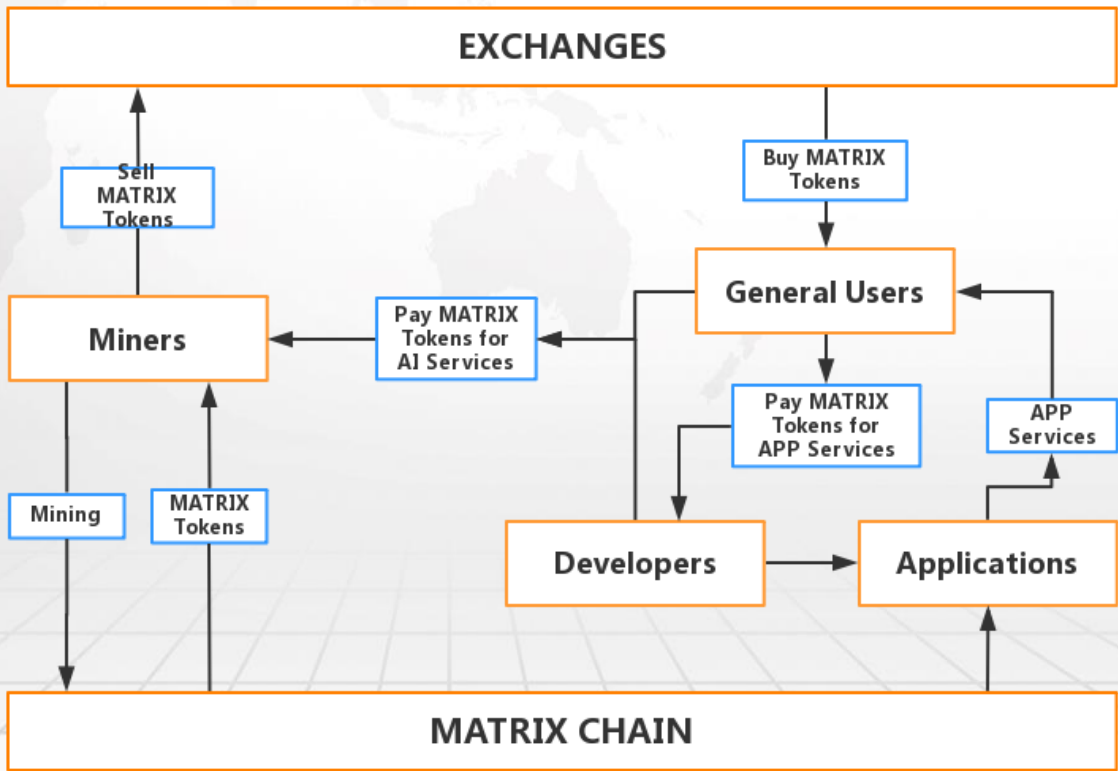 EXCHANGES
Sell
MATRIX
Tokens
Buy MATRIX
Tokens
General Users
Pay MATRIX
Tokens for
AI Services
Miners
Pay MATRIX
Tokens for
APP Services
APP
Services
Mining
MATRIX
Tokens
Developers
Applications
MATRIX CHAIN